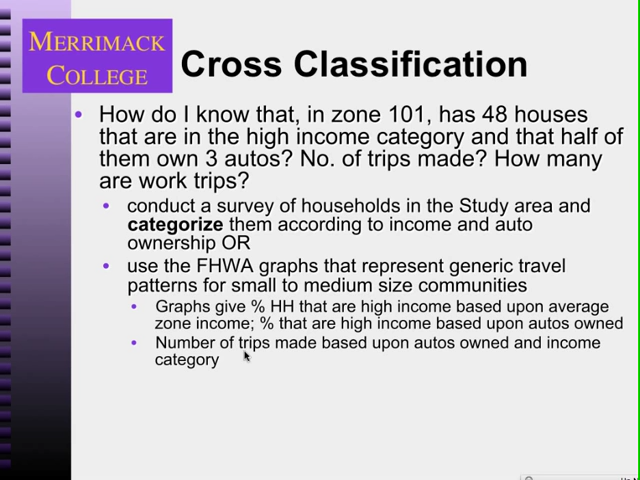 MERRIMACK
COLLEGE
Cross Classification
• How do I know that, in zone 101, has 48 houses
that are in the high income category and that half of
them own 3 autos? No. of trips made? How many
are work trips?
• conduct a survey of households in the Study area and
categorize them according to income and auto
ownership OR
• use the FHWA graphs that represent generic travel
patterns for small to medium size communities
• Graphs give % HH that are high income based upon average
zone income; % that are high income based upon autos owned
• Number of trips made based upon autos owned and income
category